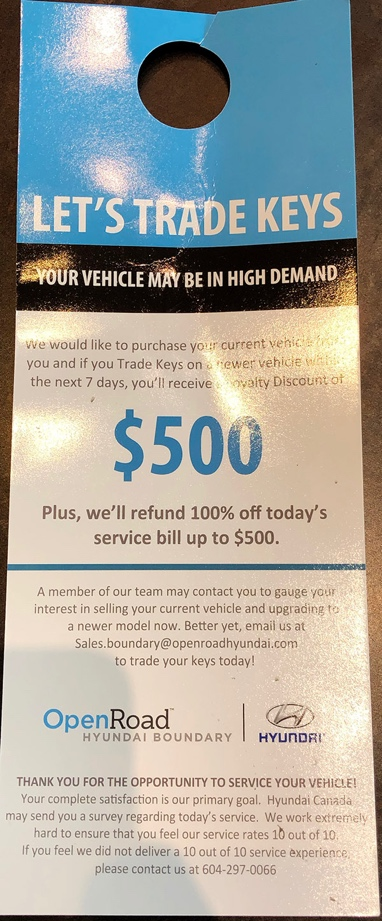 LET'S TRADE KEYS
YOUR VEHICLE MAY BE IN HIGH DEMAND
We would like to purchase your current vehicle from
you and if you Trade Keys on a newer vehicle within
the next 7 days, you'll receive a Loyalty Discount of
$500
Plus, we'll refund 100% off today's
service bill up to $500.
A member of our team may contact you to gauge your
interest in selling your current vehicle and upgrading to
a newer model now. Better yet, email us at
Sales.boundary@openroadhyundai.com
to trade your keys today!
OpenRoad™
HYUNDAI BOUNDARY
HYUNDAI
THANK YOU FOR THE OPPORTUNITY TO SERVICE YOUR VEHICLE!
Your complete satisfaction is our primary goal. Hyundai Canada
may send you a survey regarding today's service. We work extremely
hard to ensure that you feel our service rates 10 out of 10.
If you feel we did not deliver a 10 out of 10 service experience,
please contact us at 604-297-0066